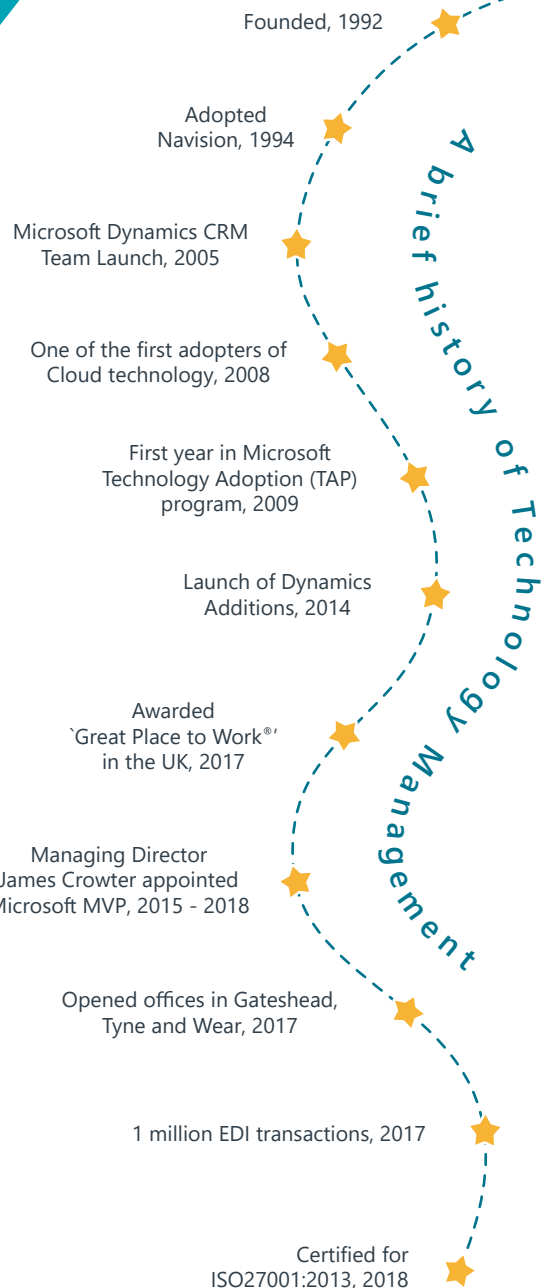 Founded, 1992
Adopted
Navision, 1994
A brief history of Technology Management
Microsoft Dynamics CRM
Team Launch, 2005
One of the first adopters of
Cloud technology, 2008
First year in Microsoft
Technology Adoption (TAP)
program, 2009
Launch of Dynamics
Additions, 2014
Awarded
`Great Place to Work®’
in the UK, 2017
Managing Director
James Crowter appointed
Microsoft MVP, 2015 - 2018
Opened offices in Gateshead,
Tyne and Wear, 2017
1 million EDI transactions, 2017
Certified for
ISO27001:2013, 2018